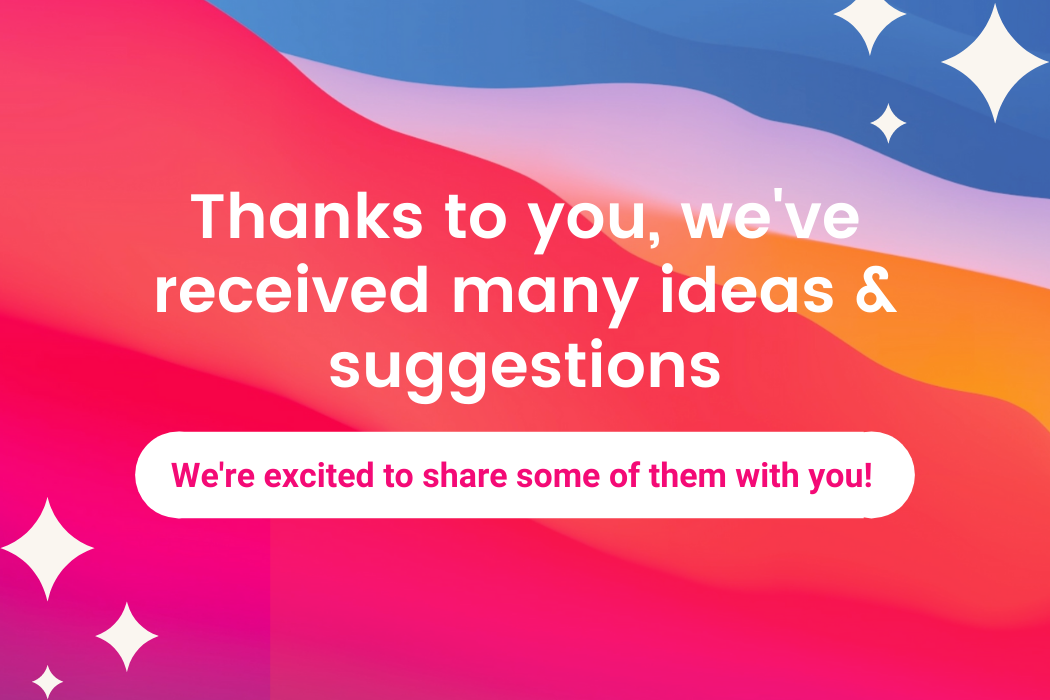 Thanks to you, we've
received many ideas &
suggestions
We're excited to share some of them with you!